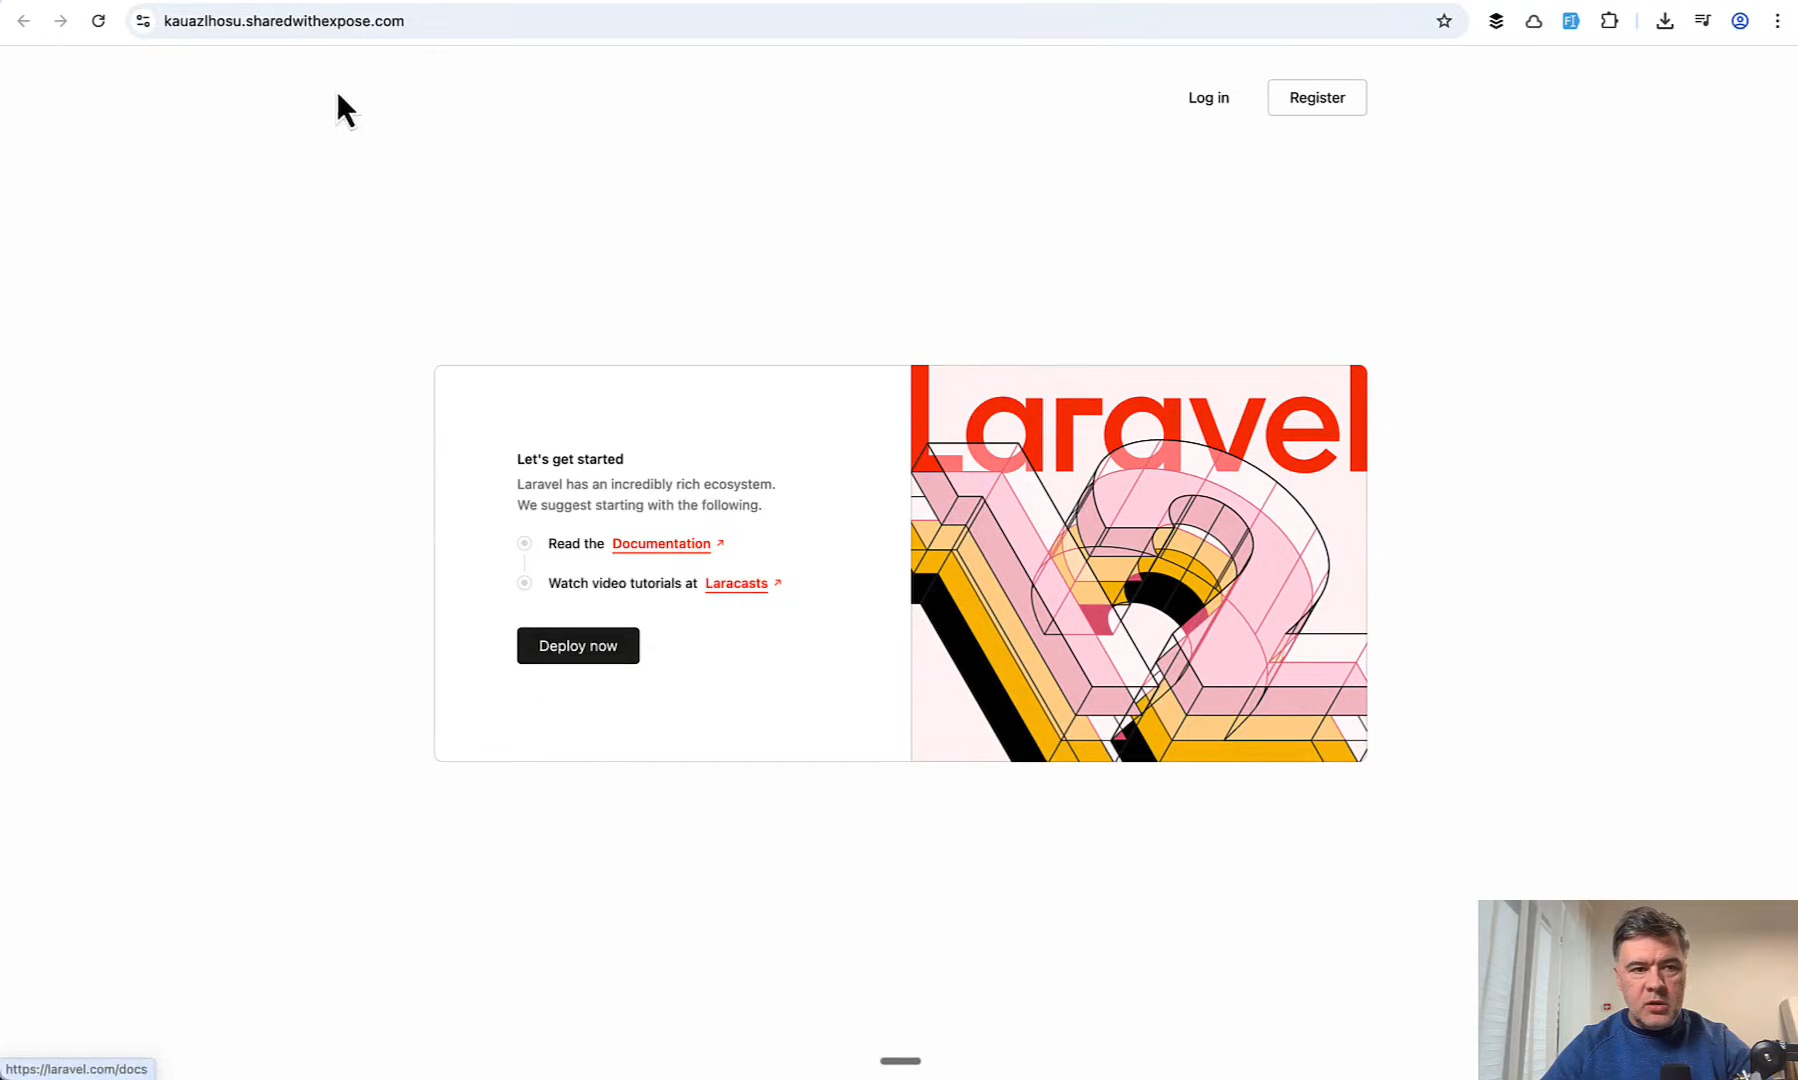 kauazlhosu.sharedwithexpose.com
Log in
Register
Laravel
Let's get started
Laravel has an incredibly rich ecosystem.
We suggest starting with the following.
Read the Documentation
Watch video tutorials at Laracasts
Deploy now
https://laravel.com/docs